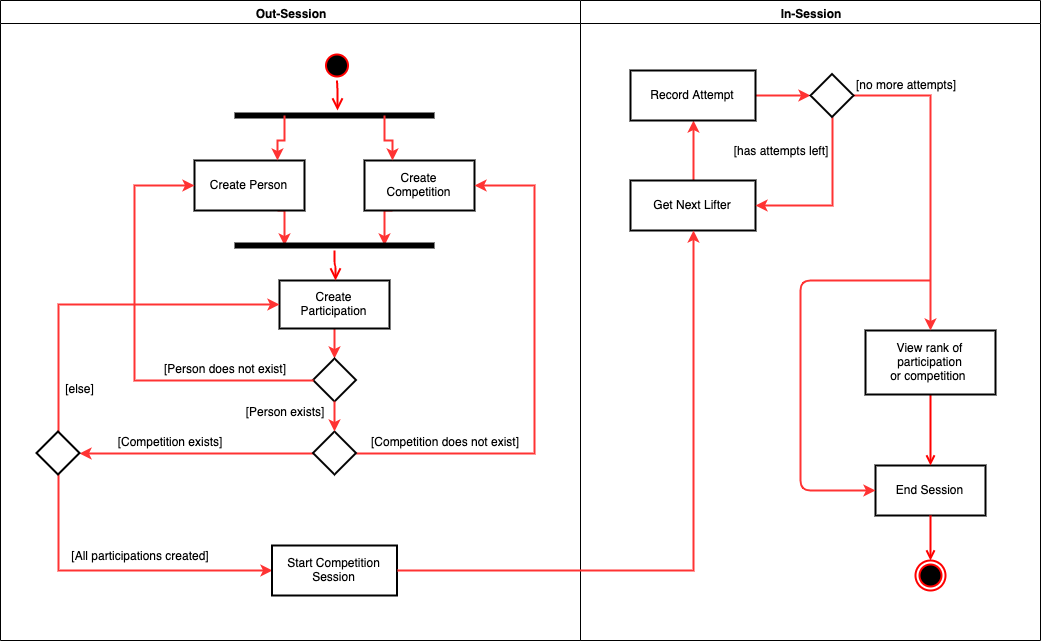 Out-Session
In-Session
Record Attempt
[no more attempts]
[has attempts left]
Create Person
Create
Competition
Get Next Lifter
Create
Participation
[Person does not exist]
[else]
[Person exists]
[Competition exists]
[Competition does not exist]
View rank of
participation
or competition
End Session
[All participations created]
Start Competition
Session